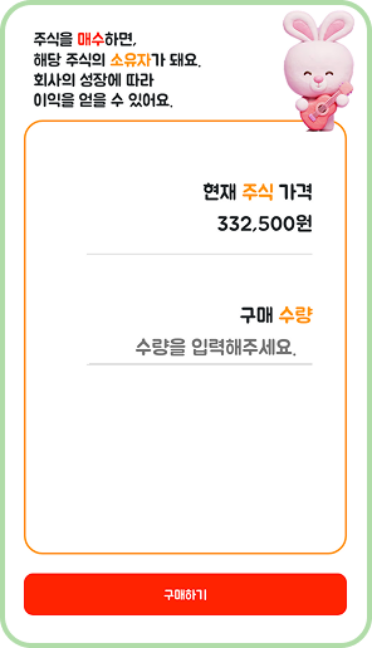 주식을 매수하면,
해당 주식의 소유자가 돼요.
회사의 성장에 따라
이익을 얻을 수 있어요.
현재 주식 가격
332,500원
구매 수량
수량을 입력해주세요.
구매하기